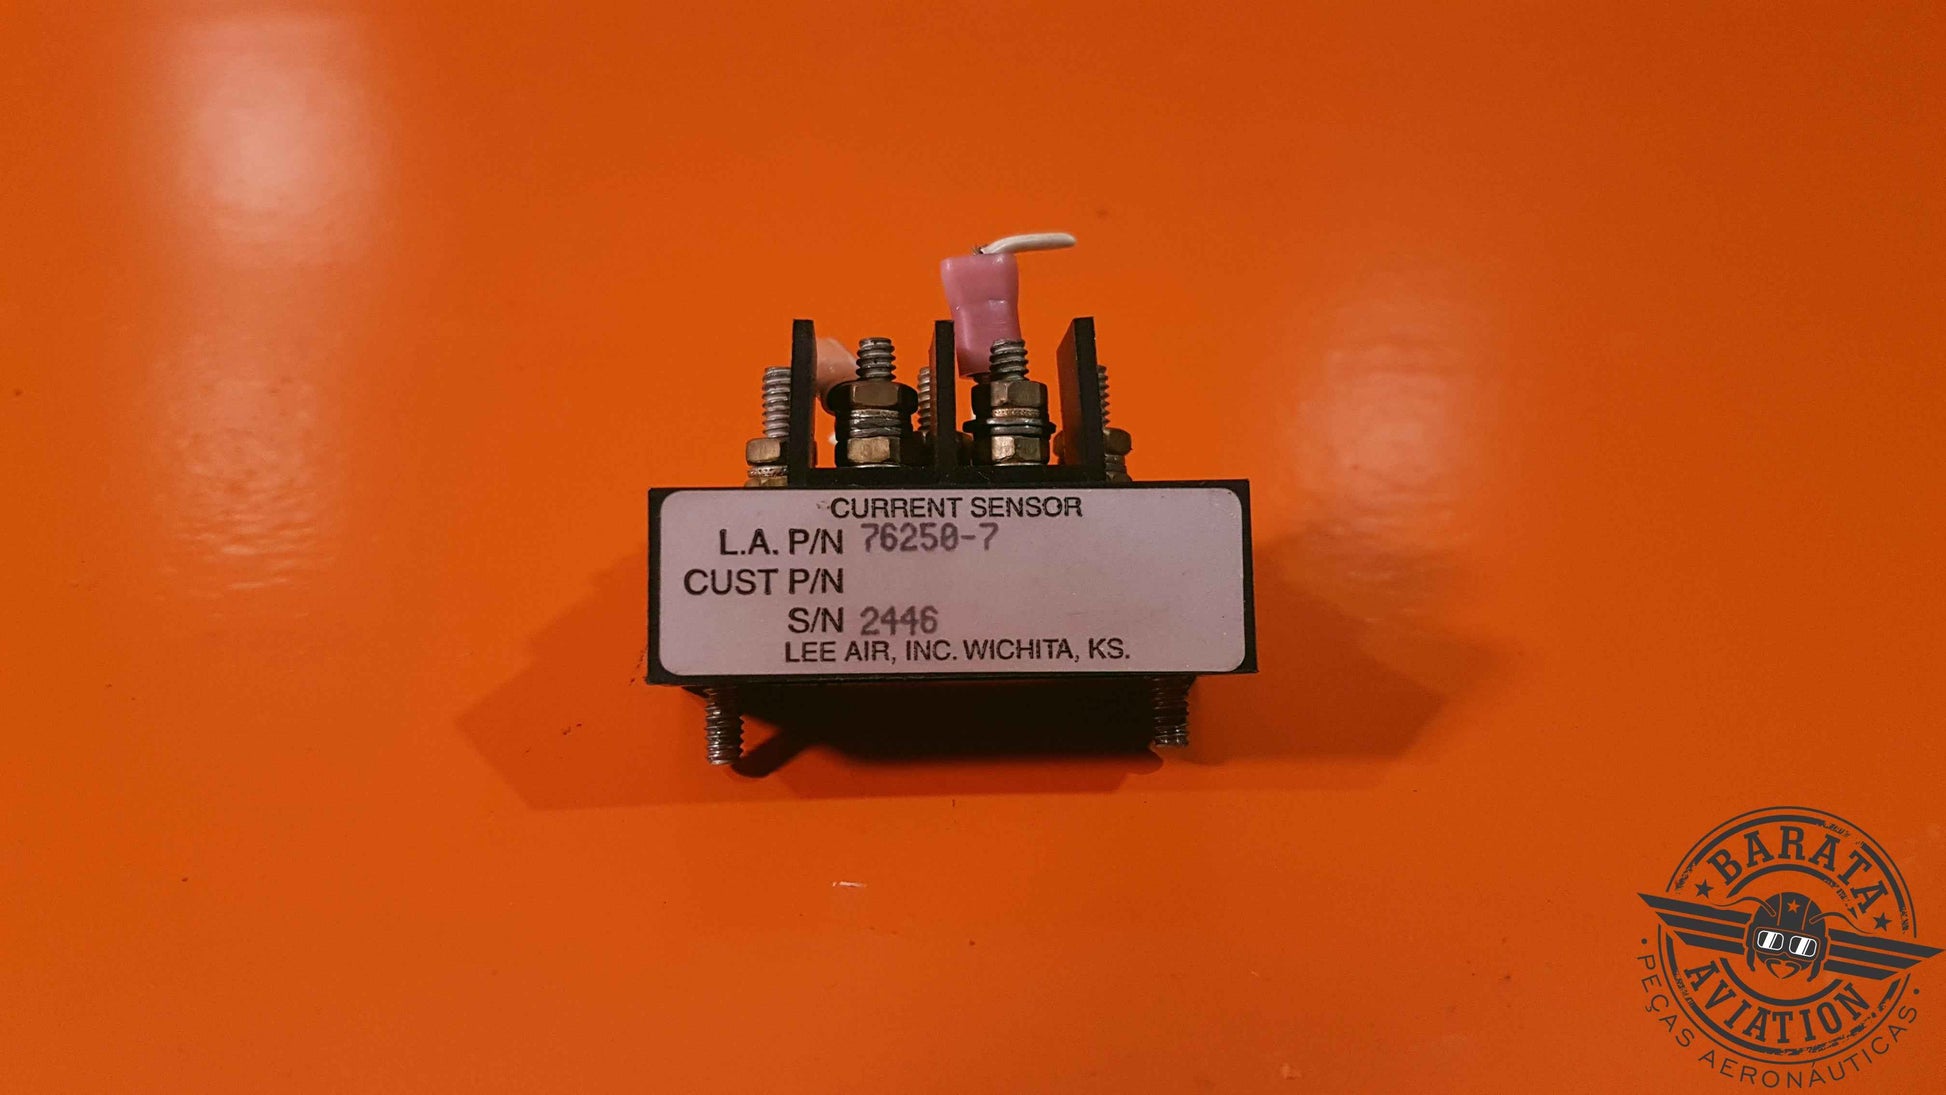 CURRENT SENSOR
L.A. P/N 76250-7
CUST P/N
S/N 2446
LEE AIR, INC. WICHITA, KS.
BARATA
AVIATION
PEÇAS AERONÁUTICAS